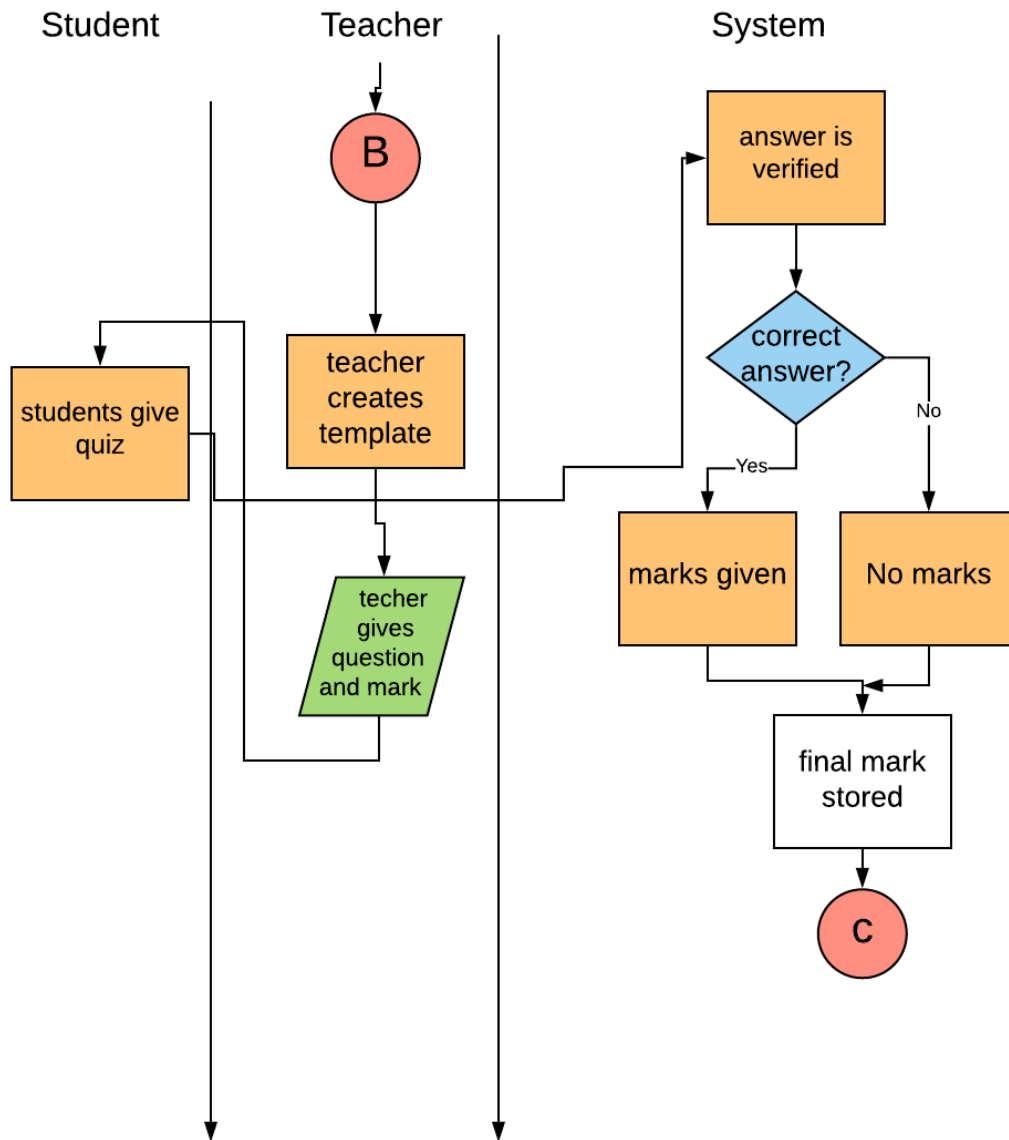 Student
Teacher
System
B
answer is
verified
teacher
creates
template
correct
answer?
students give
quiz
No
Yes
marks given
No marks
techer
gives
question
and mark
final mark
stored
c